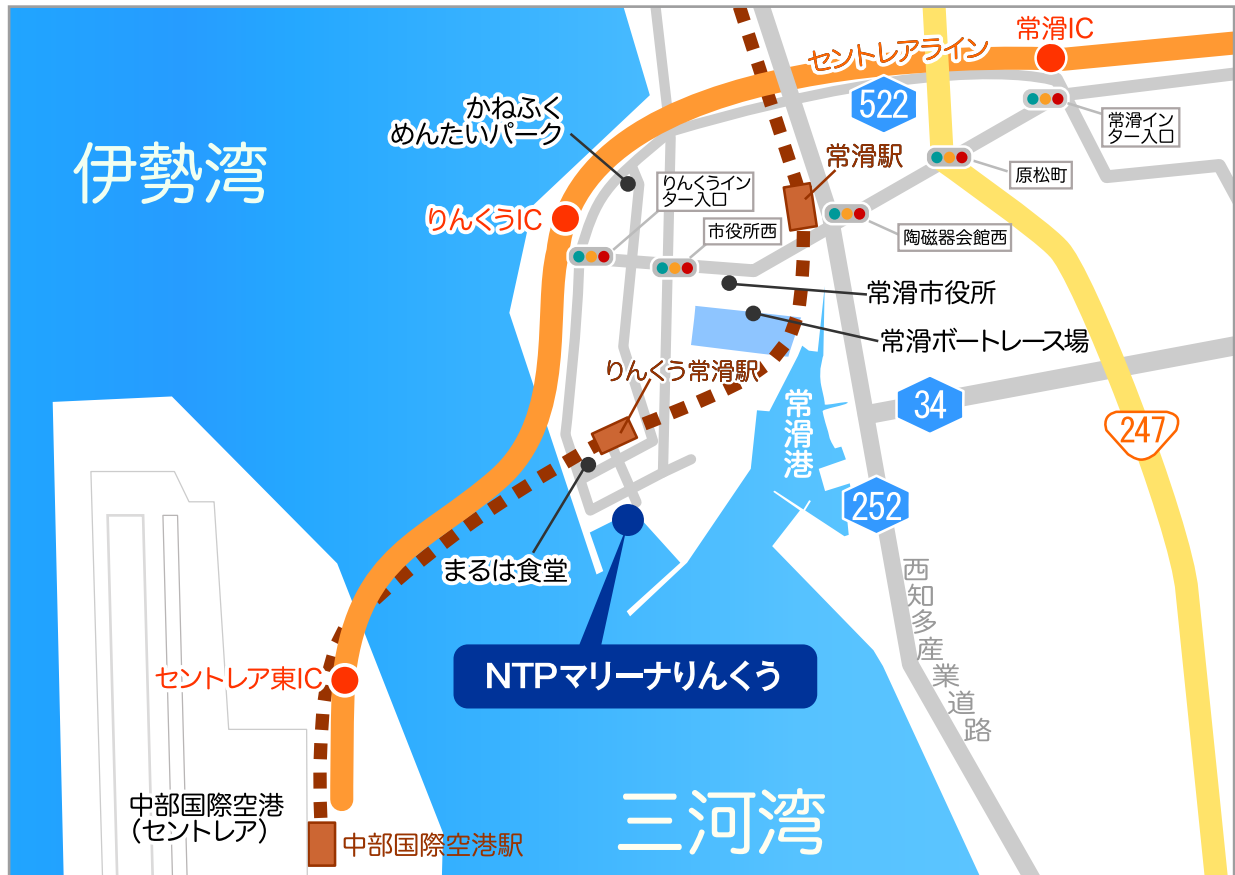 常滑IC
セントレアライン
522
かねふく
めんたいパーク
常滑イン
ター入口
伊勢湾
常滑駅
原松町
りんくうイン
ター入口
りんくうIC
市役所西
陶磁器会館西
常滑市役所
常滑ボートレース場
りんくう常滑駅
常滑港
34
247
252
まるは食堂
西知多産業道路
NTPマリーナりんくう
セントレア東IC
中部国際空港
(セントレア)
三河湾
中部国際空港駅